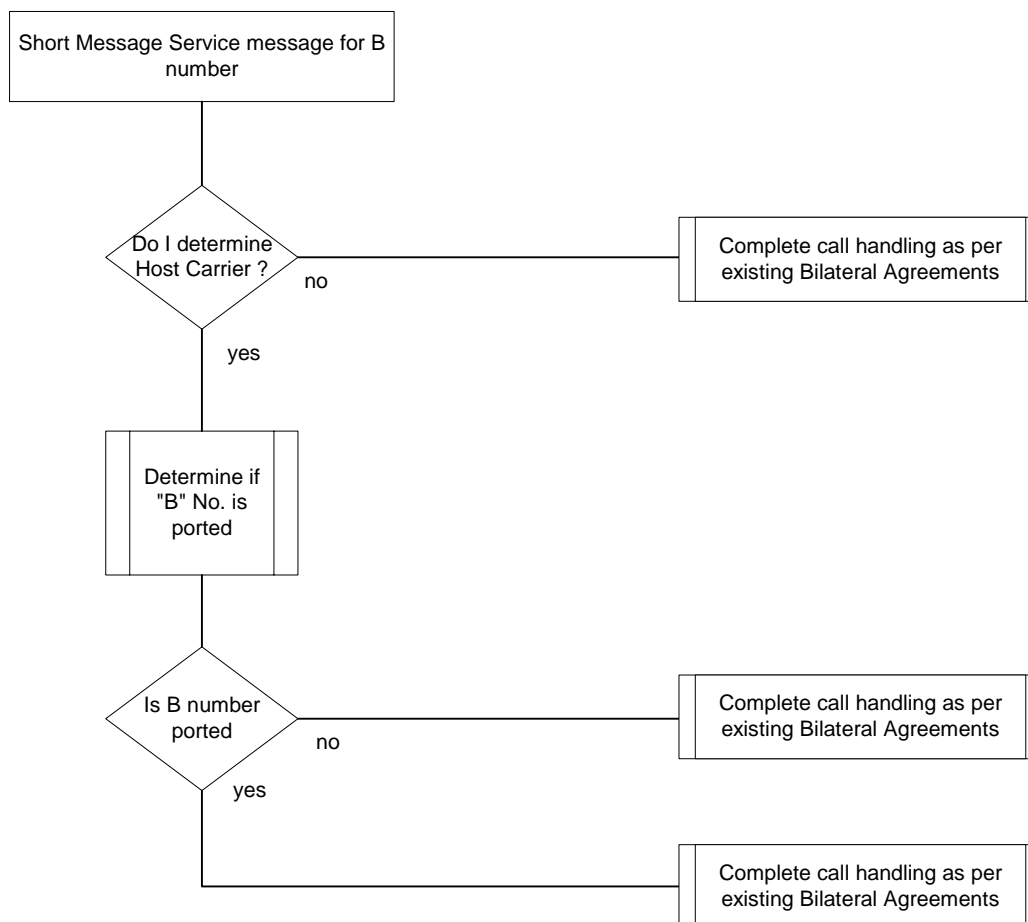 Short Message Service message for B
number
Do I determine
Host Carrier ?
no
Complete call handling as per
existing Bilateral Agreements
yes
Determine if
"B" No. is
ported
Is B number
ported
no
Complete call handling as per
existing Bilateral Agreements
yes
Complete call handling as per
existing Bilateral Agreements